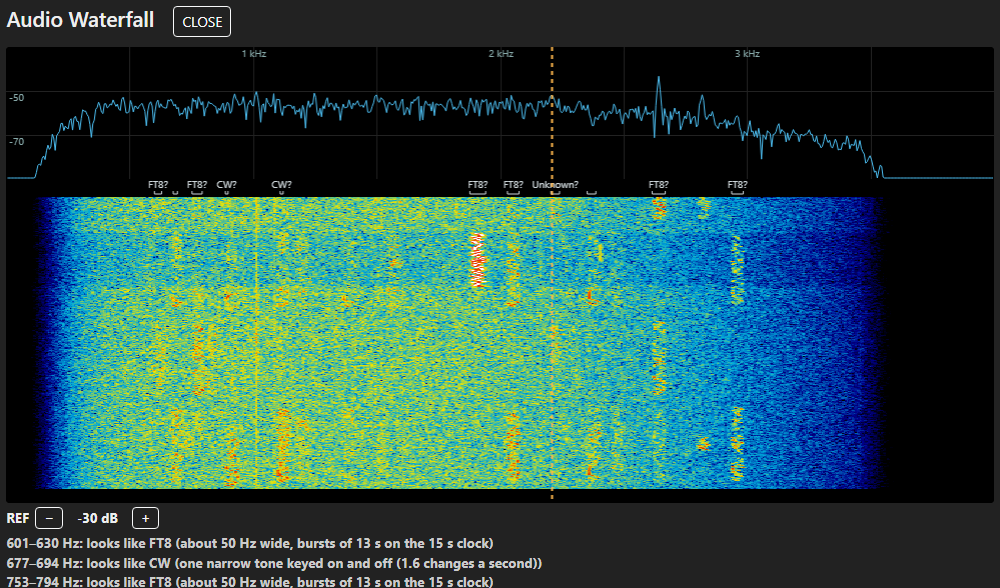 Audio Waterfall CLOSE
1 kHz 2 kHz 3 kHz
-50
-70
FT8? FT8? CW? CW? FT8? FT8? Unknown? FT8? FT8?
REF − -30 dB +
601–630 Hz: looks like FT8 (about 50 Hz wide, bursts of 13 s on the 15 s clock)
677–694 Hz: looks like CW (one narrow tone keyed on and off (1.6 changes a second))
753–794 Hz: looks like FT8 (about 50 Hz wide, bursts of 13 s on the 15 s clock)